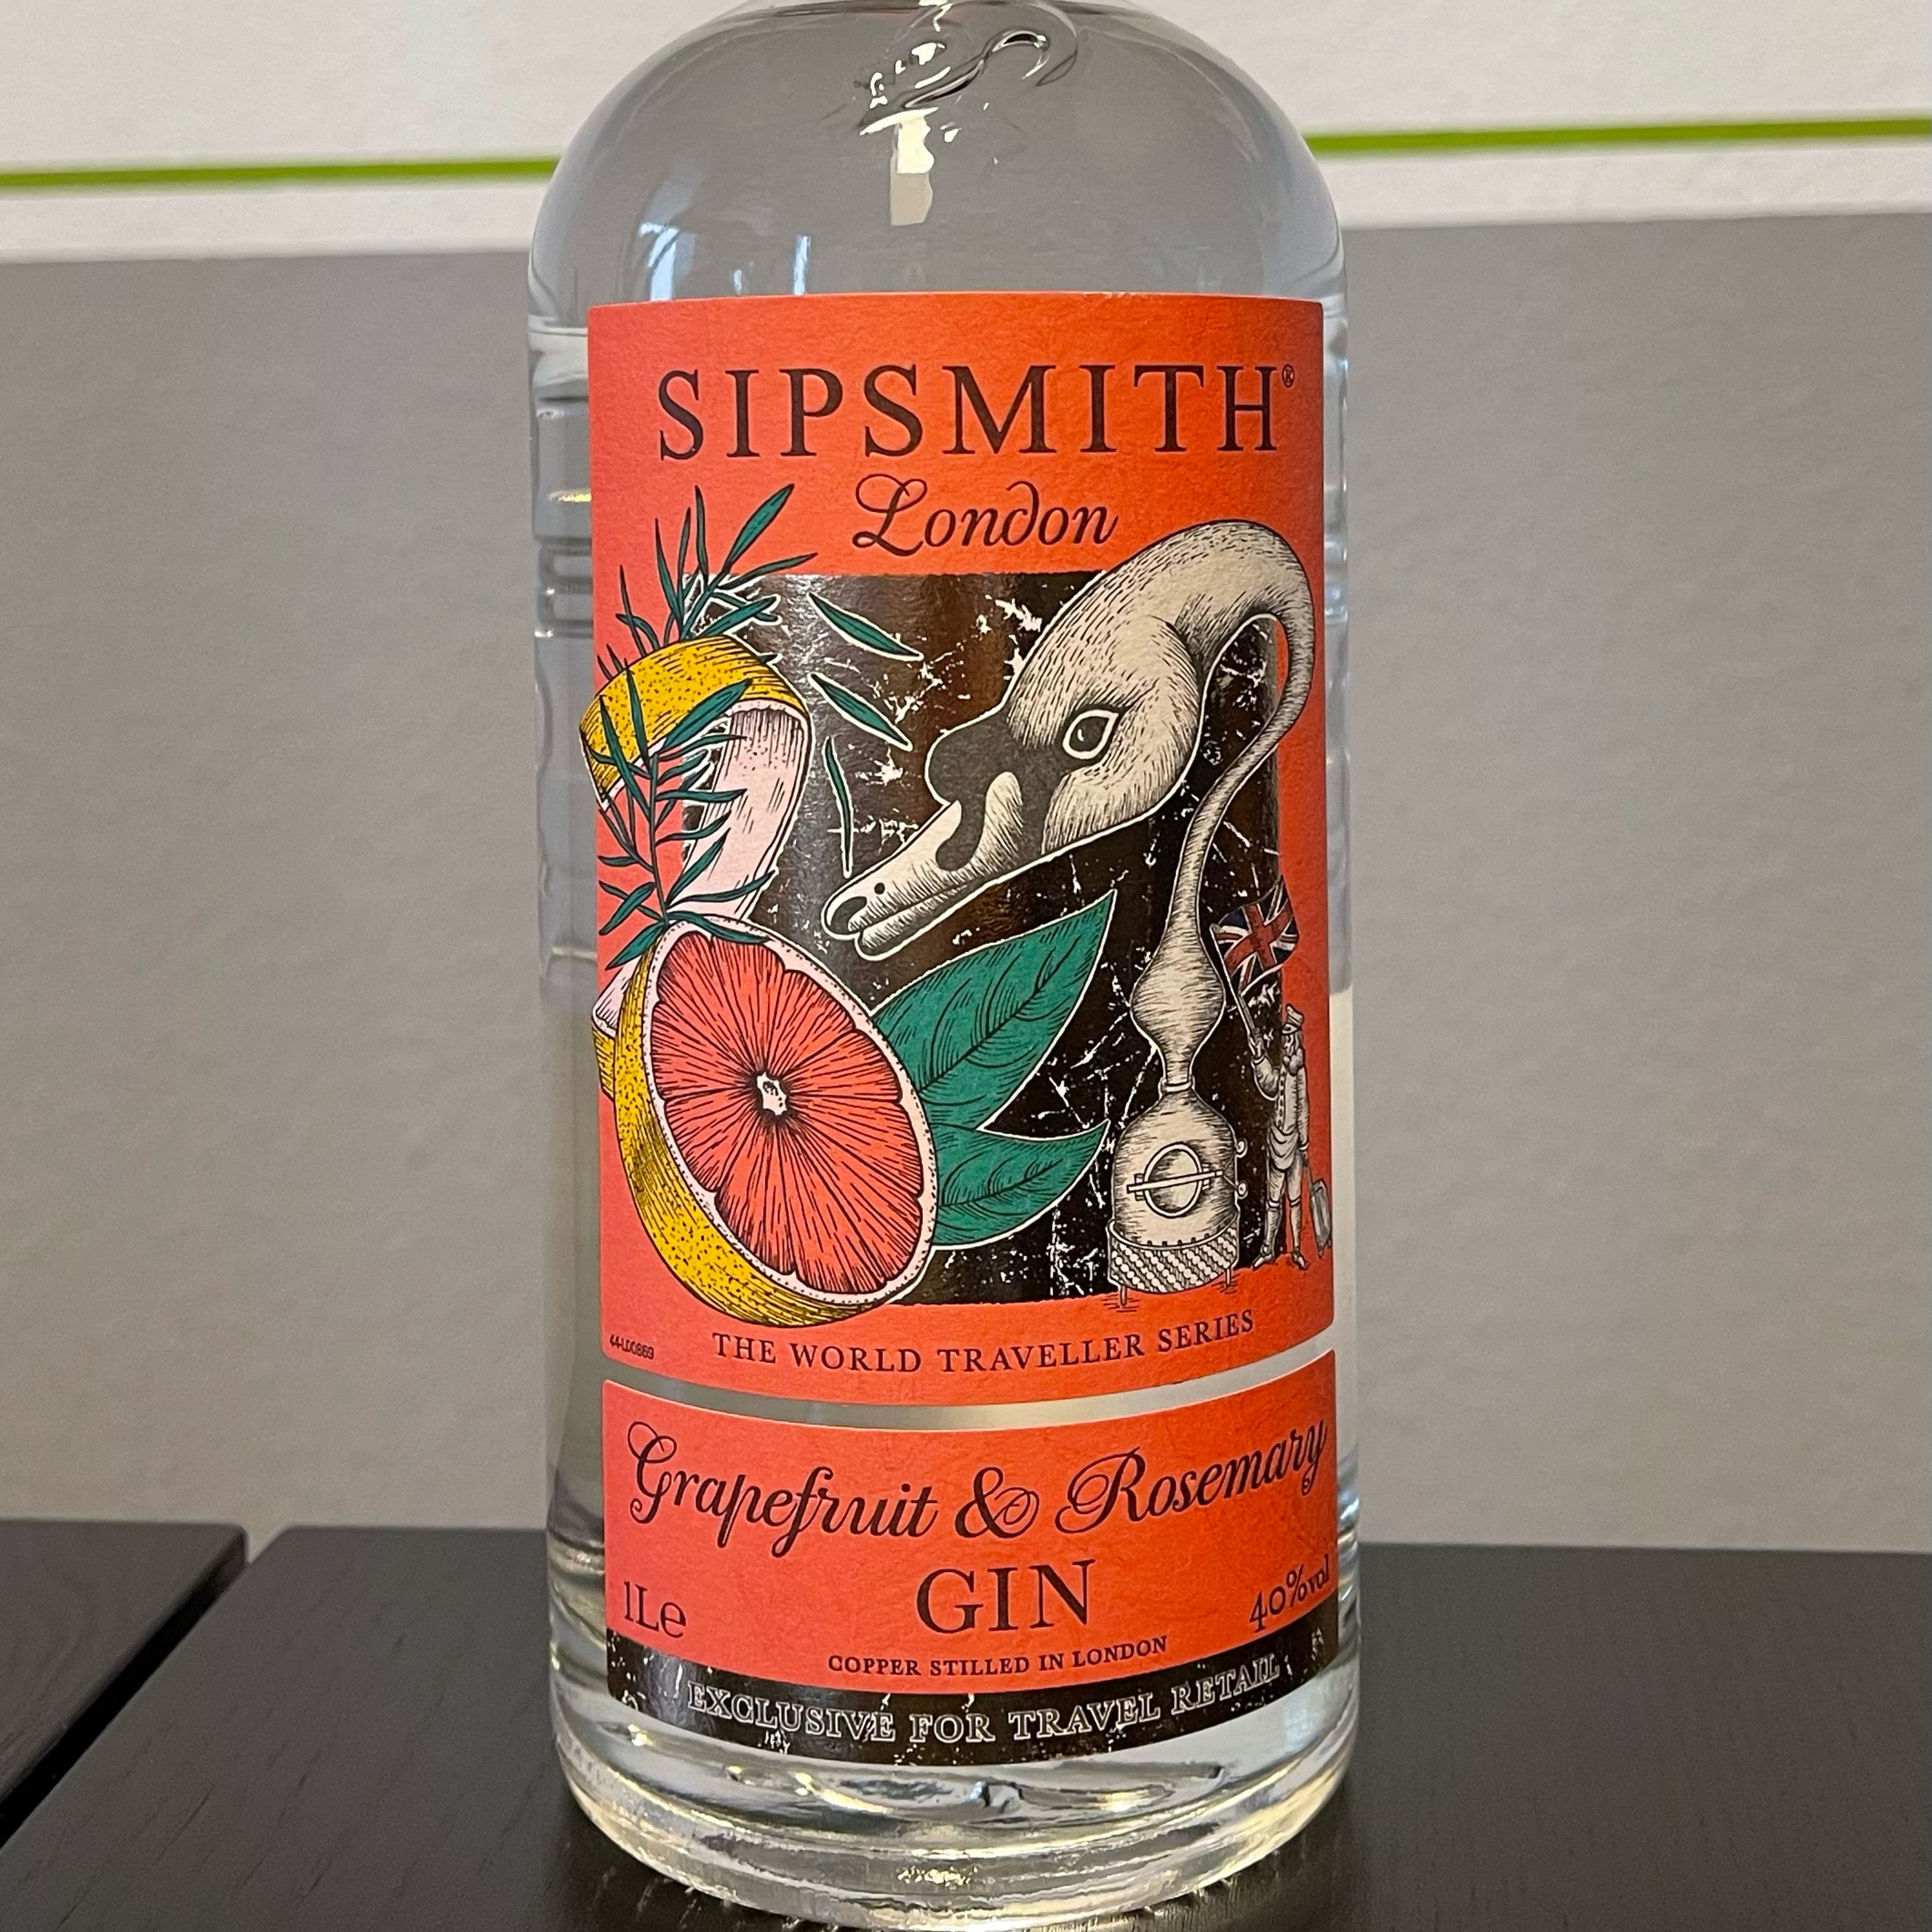 SIPSMITH®
London
44-L00869
THE WORLD TRAVELLER SERIES
Grapefruit & Rosemary
GIN
1Le
40%vol
COPPER STILLED IN LONDON
EXCLUSIVE FOR TRAVEL RETAIL